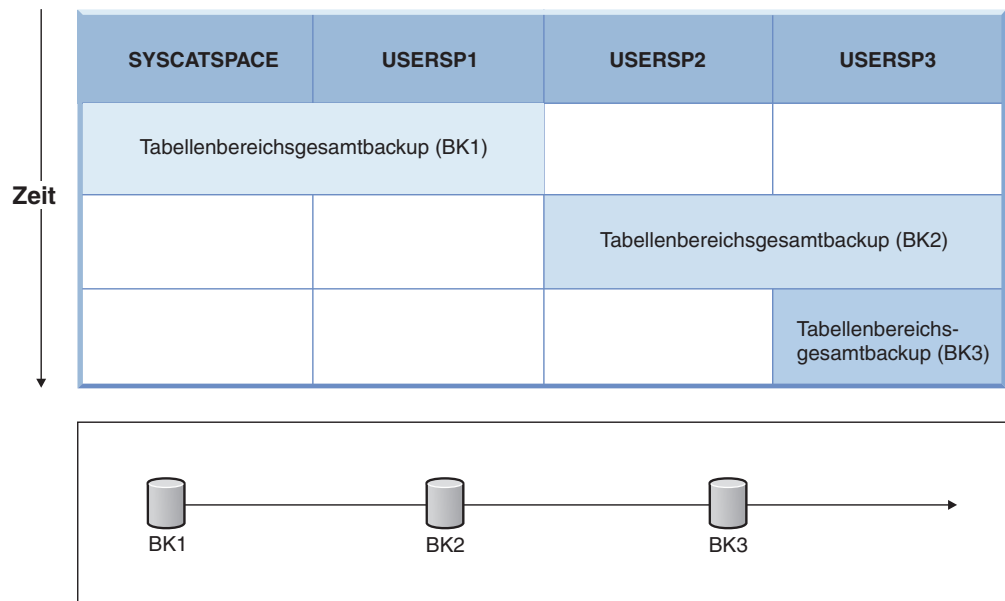 SYSCATSPACE USERSP1 USERSP2 USERSP3
Tabellenbereichsgesamtbackup (BK1)
Zeit
Tabellenbereichsgesamtbackup (BK2)
Tabellenbereichs-
gesamtbackup (BK3)
BK1 BK2 BK3